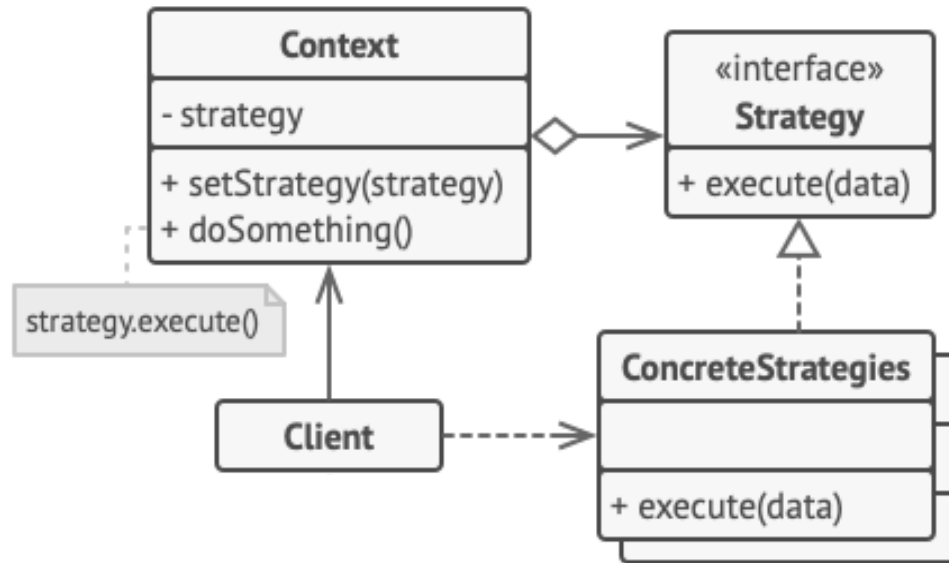 Context
- strategy
+ setStrategy(strategy)
+ doSomething()
strategy.execute()
«interface»
Strategy
+ execute(data)
Client
ConcreteStrategies
+ execute(data)